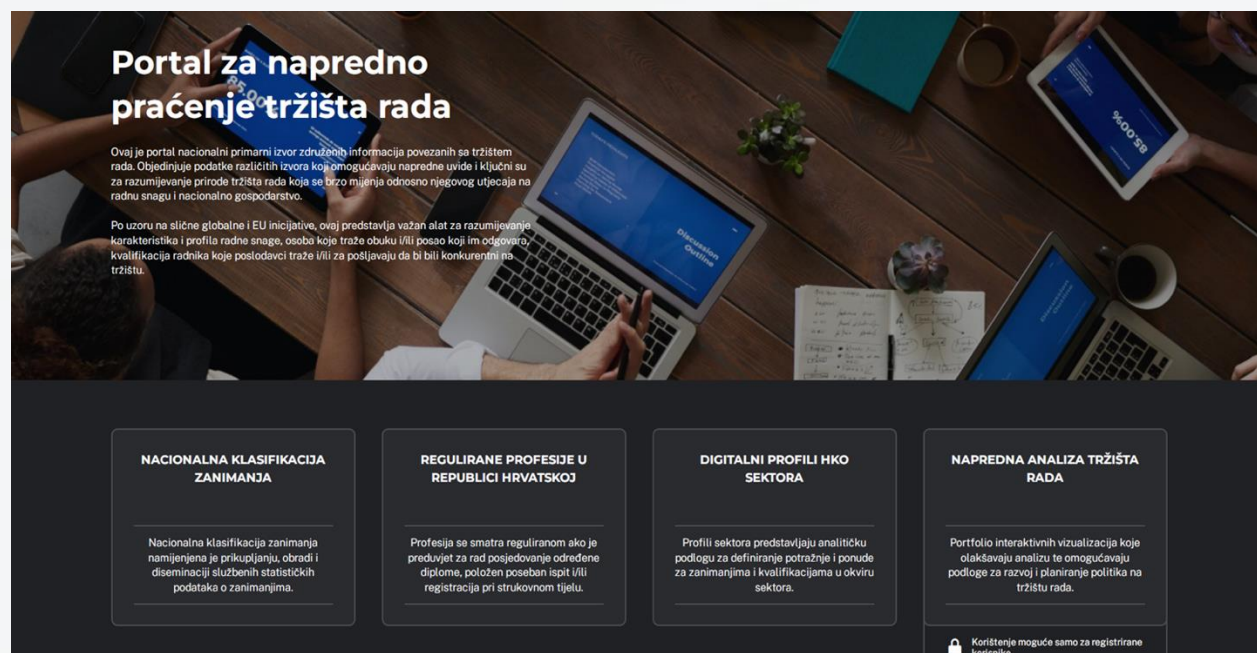 Portal za napredno
praćenje tržišta rada
Ovaj je portal nacionalni primarni izvor združenih informacija povezanih sa tržištem
rada. Objedinjuje podatke različitih izvora koji omogućavaju napredne uvide i ključni su
za razumijevanje prirode tržišta rada koja se brzo mijenja odnosno njegovog utjecaja na
radnu snagu i nacionalno gospodarstvo.
Po uzoru na slične globalne i EU inicijative, ovaj predstavlja važan alat za razumijevanje
karakteristika i profila radne snage, osoba koje traže obuku i/ili posao koji im odgovara,
kvalifikacija radnika koje poslodavci traže i/ili za pošljavaju da bi bili konkurentni na
tržištu.
85.00%
85.00%
Discussion
Outline
Discussion
Outline
NACIONALNA KLASIFIKACIJA
ZANIMANJA
Nacionalna klasifikacija zanimanja
namijenjena je prikupljanju, obradi i
diseminaciji službenih statističkih
podataka o zanimanjima.
REGULIRANE PROFESIJE U
REPUBLICI HRVATSKOJ
Profesija se smatra reguliranom ako je
preduvjet za rad posjedovanje određene
diplome, položen poseban ispit i/ili
registracija pri strukovnom tijelu.
DIGITALNI PROFILI HKO
SEKTORA
Profili sektora predstavljaju analitičku
podlogu za definiranje potražnje i ponude
za zanimanjima i kvalifikacijama u okviru
sektora.
NAPREDNA ANALIZA TRŽIŠTA
RADA
Portfolio interaktivnih vizualizacija koje
olakšavaju analizu te omogućavaju
podloge za razvoj i planiranje politika na
tržištu rada.
Korištenje moguće samo za registrirane
korisnike